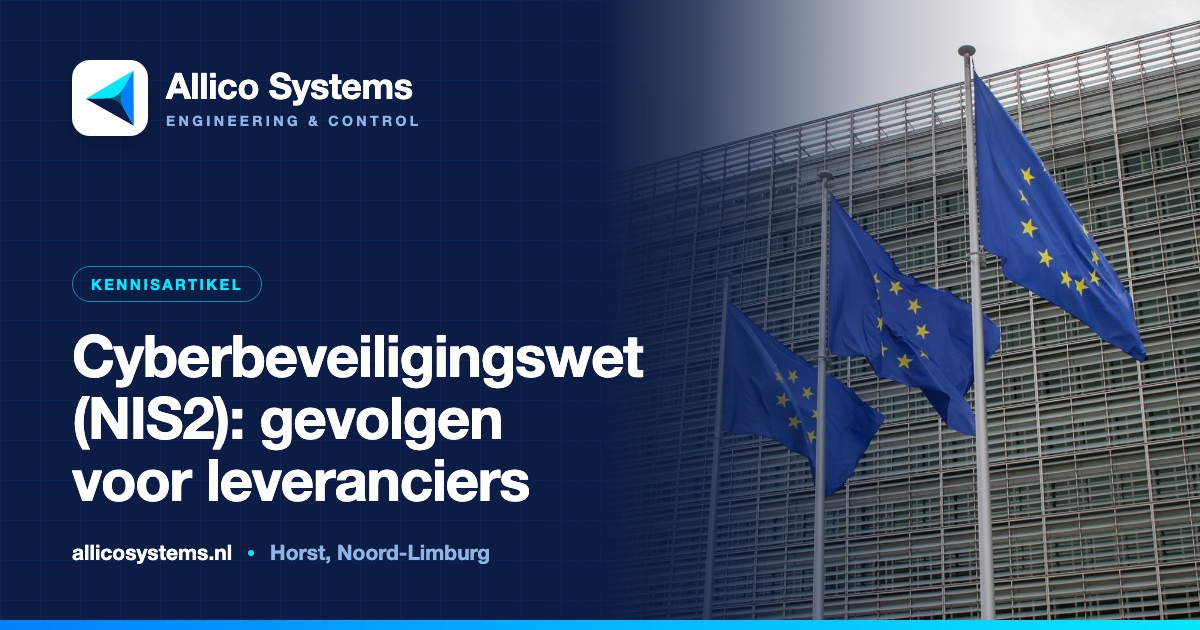 Allico Systems
ENGINEERING & CONTROL
KENNISARTIKEL
Cyberbeveiligingswet
(NIS2): gevolgen
voor leveranciers
allicosystems.nl • Horst, Noord-Limburg